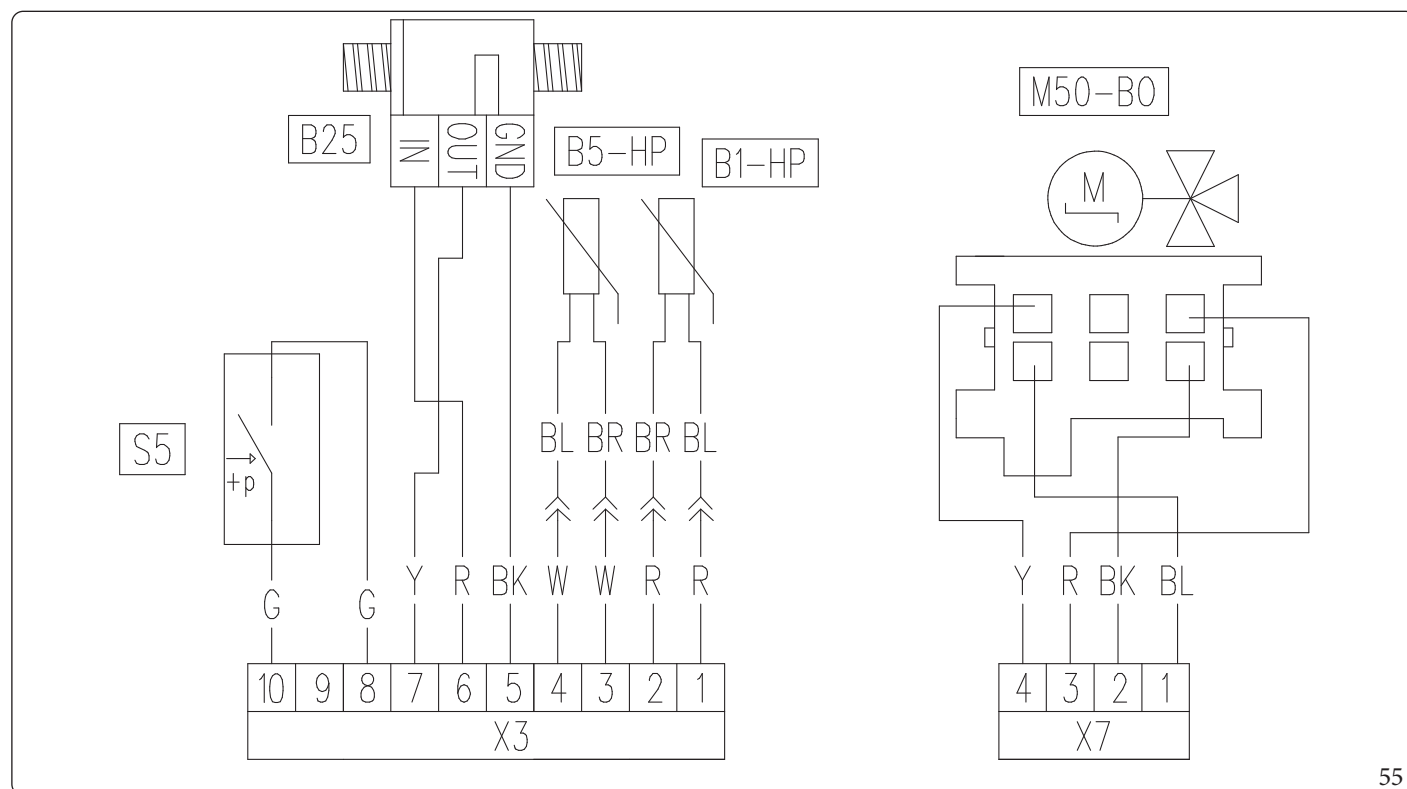 M50-BO
B25
IN
OUT
GND
B5-HP
B1-HP
M
S5
+p
BL BR BR BL
G G Y R BK W W R R
Y R BK BL
10 9 8 7 6 5 4 3 2 1
X3
4 3 2 1
X7
55